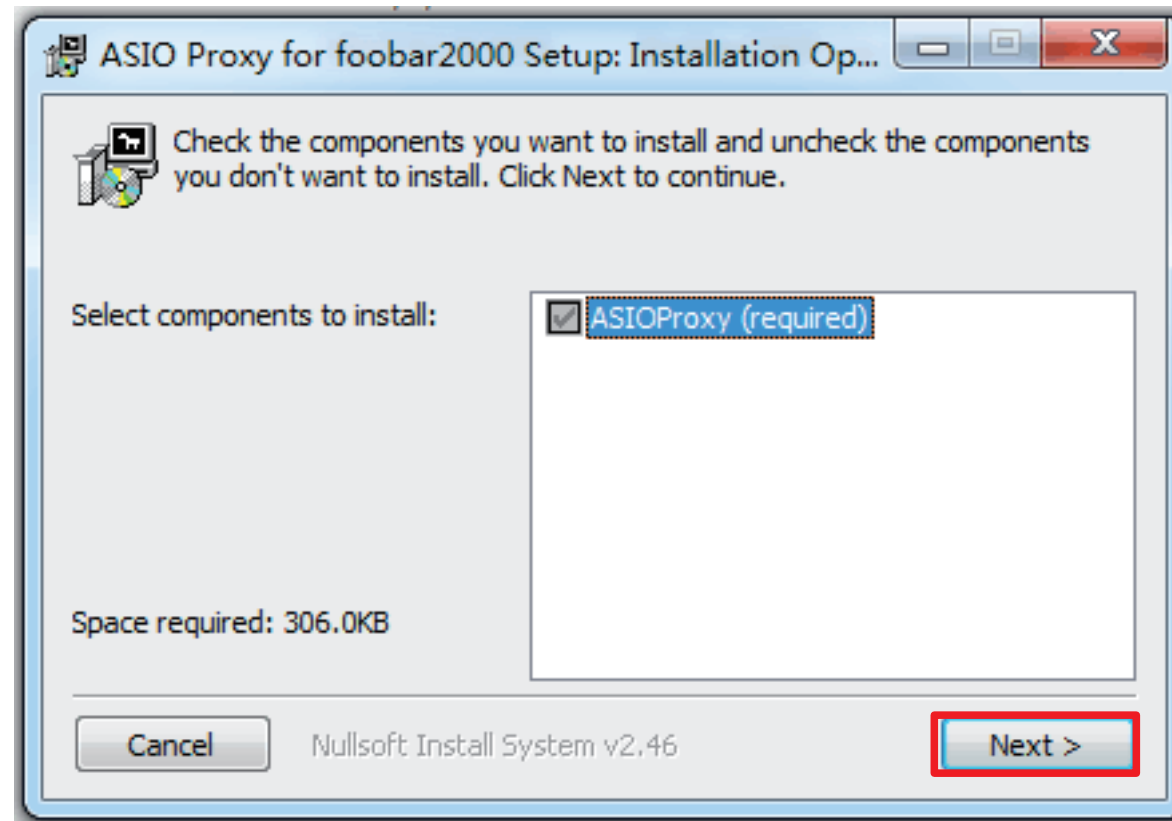 ASIO Proxy for foobar2000 Setup: Installation Op...
Check the components you want to install and uncheck the components
you don't want to install. Click Next to continue.
Select components to install:
ASIOProxy (required)
Space required: 306.0KB
Cancel
Nullsoft Install System v2.46
Next >